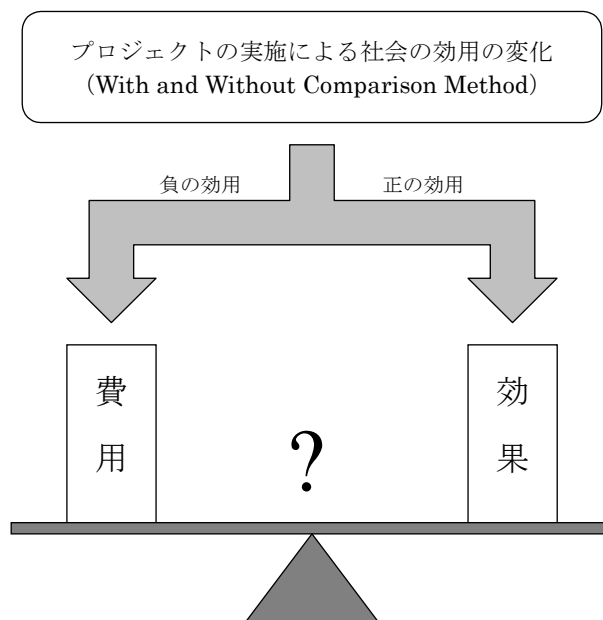 プロジェクトの実施による社会の効用の変化
（With and Without Comparison Method）
負の効用
正の効用
費用
効果
?